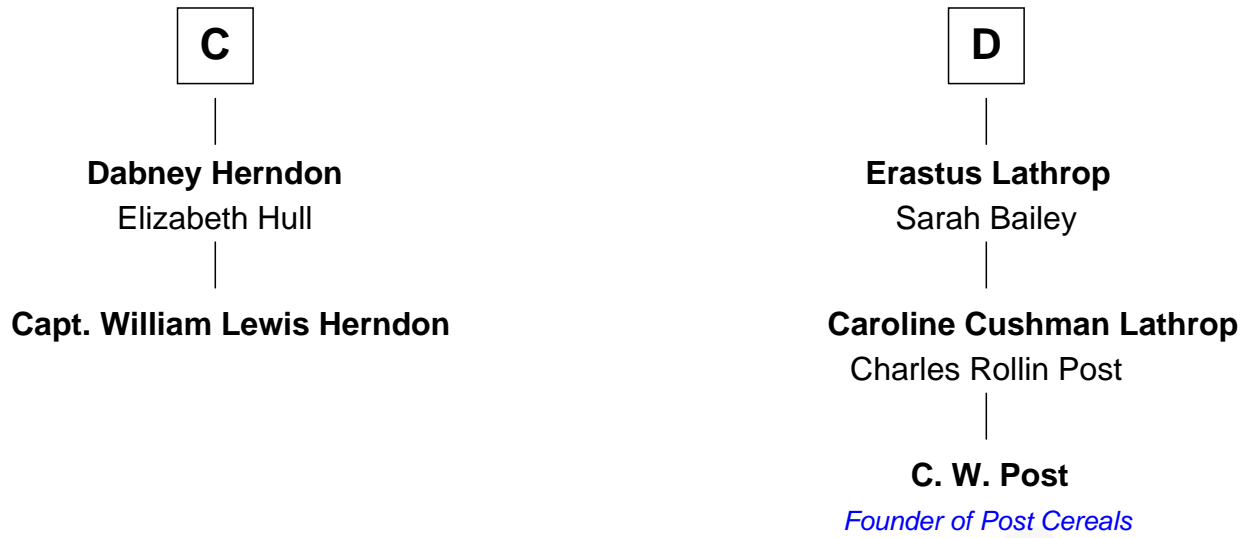 C
Dabney Herndon
Elizabeth Hull
Capt. William Lewis Herndon
D
Erastus Lathrop
Sarah Bailey
Caroline Cushman Lathrop
Charles Rollin Post
C. W. Post
Founder of Post Cereals